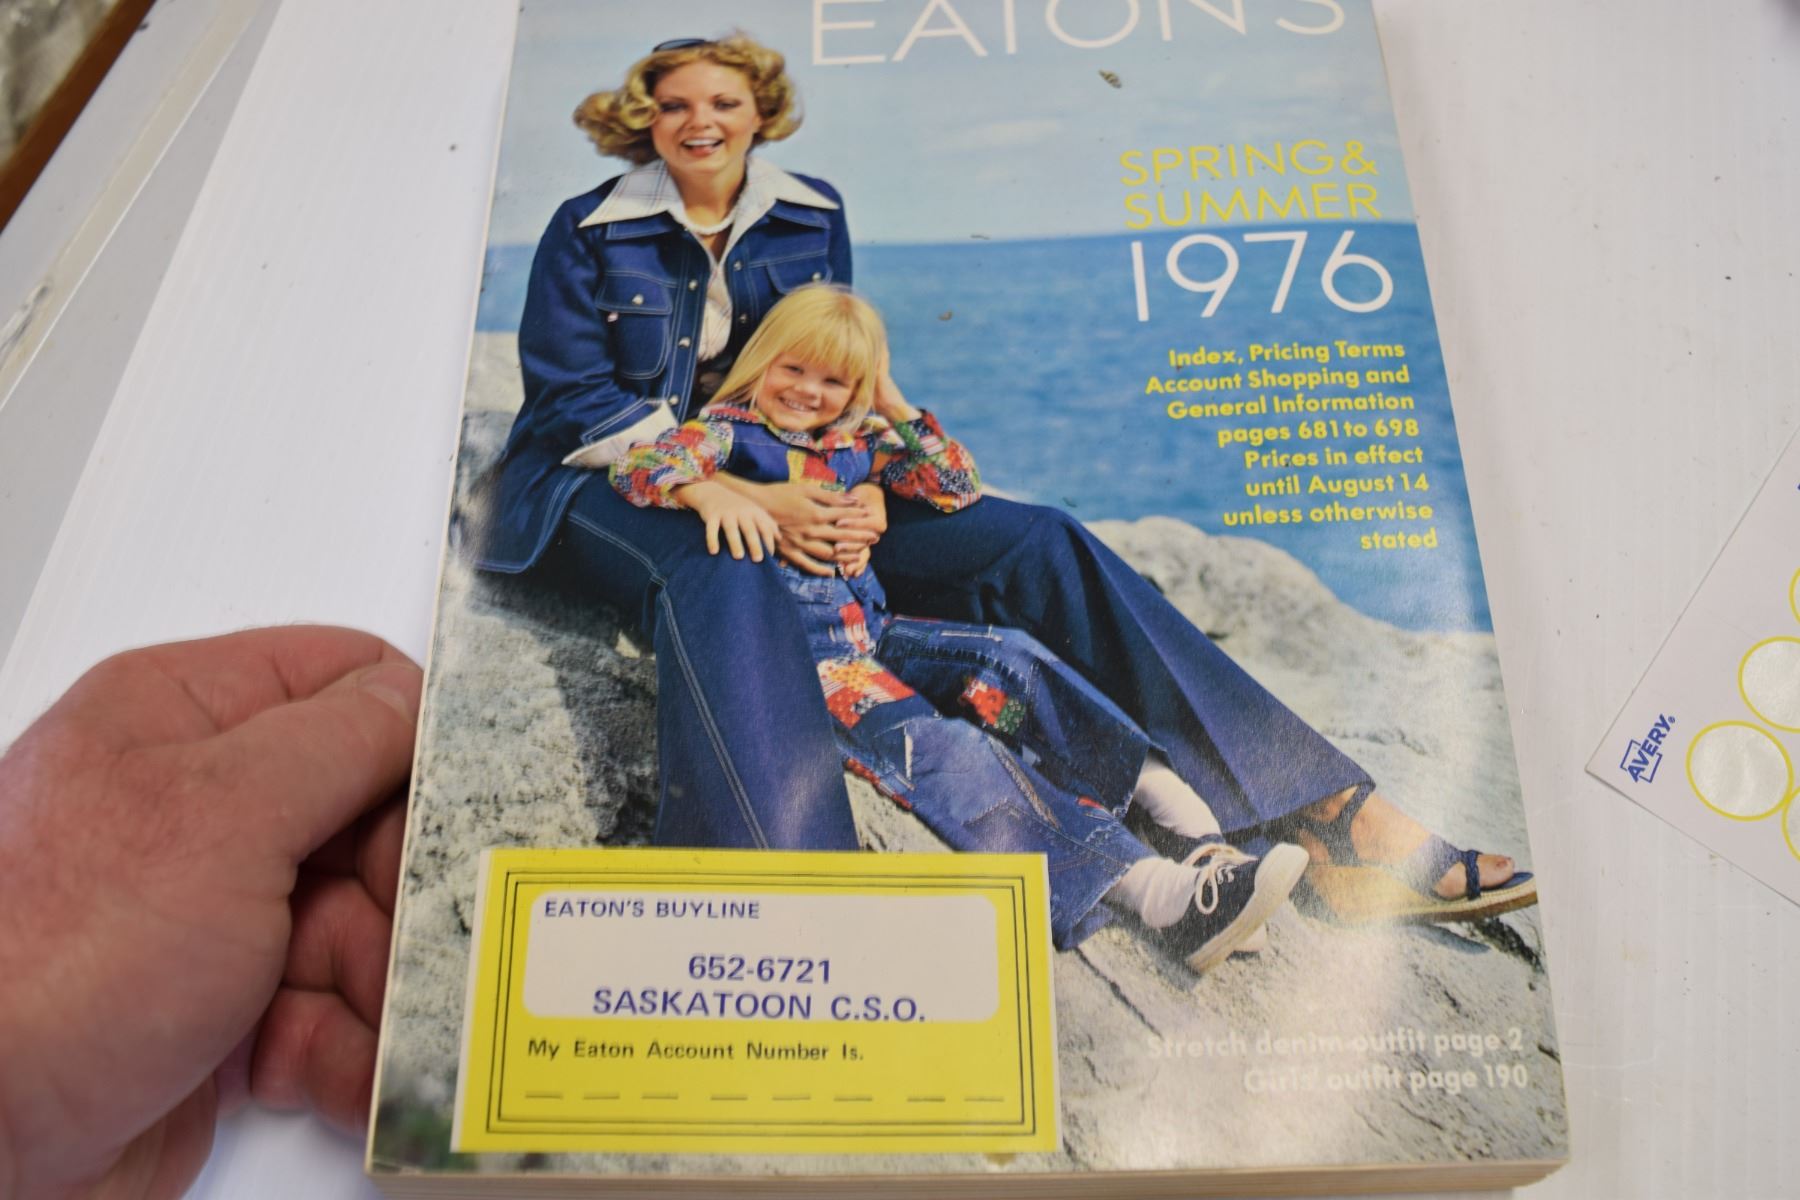 EATON'S
SPRING &
SUMMER
1976
Index, Pricing Terms
Account Shopping and
General Information
pages 681 to 698
Prices in effect
until August 14
unless otherwise
stated
AVERY®
EATON'S BUYLINE
652-6721
SASKATOON C.S.O.
My Eaton Account Number Is.
Stretch denim outfit page 2
Girls' outfit page 190